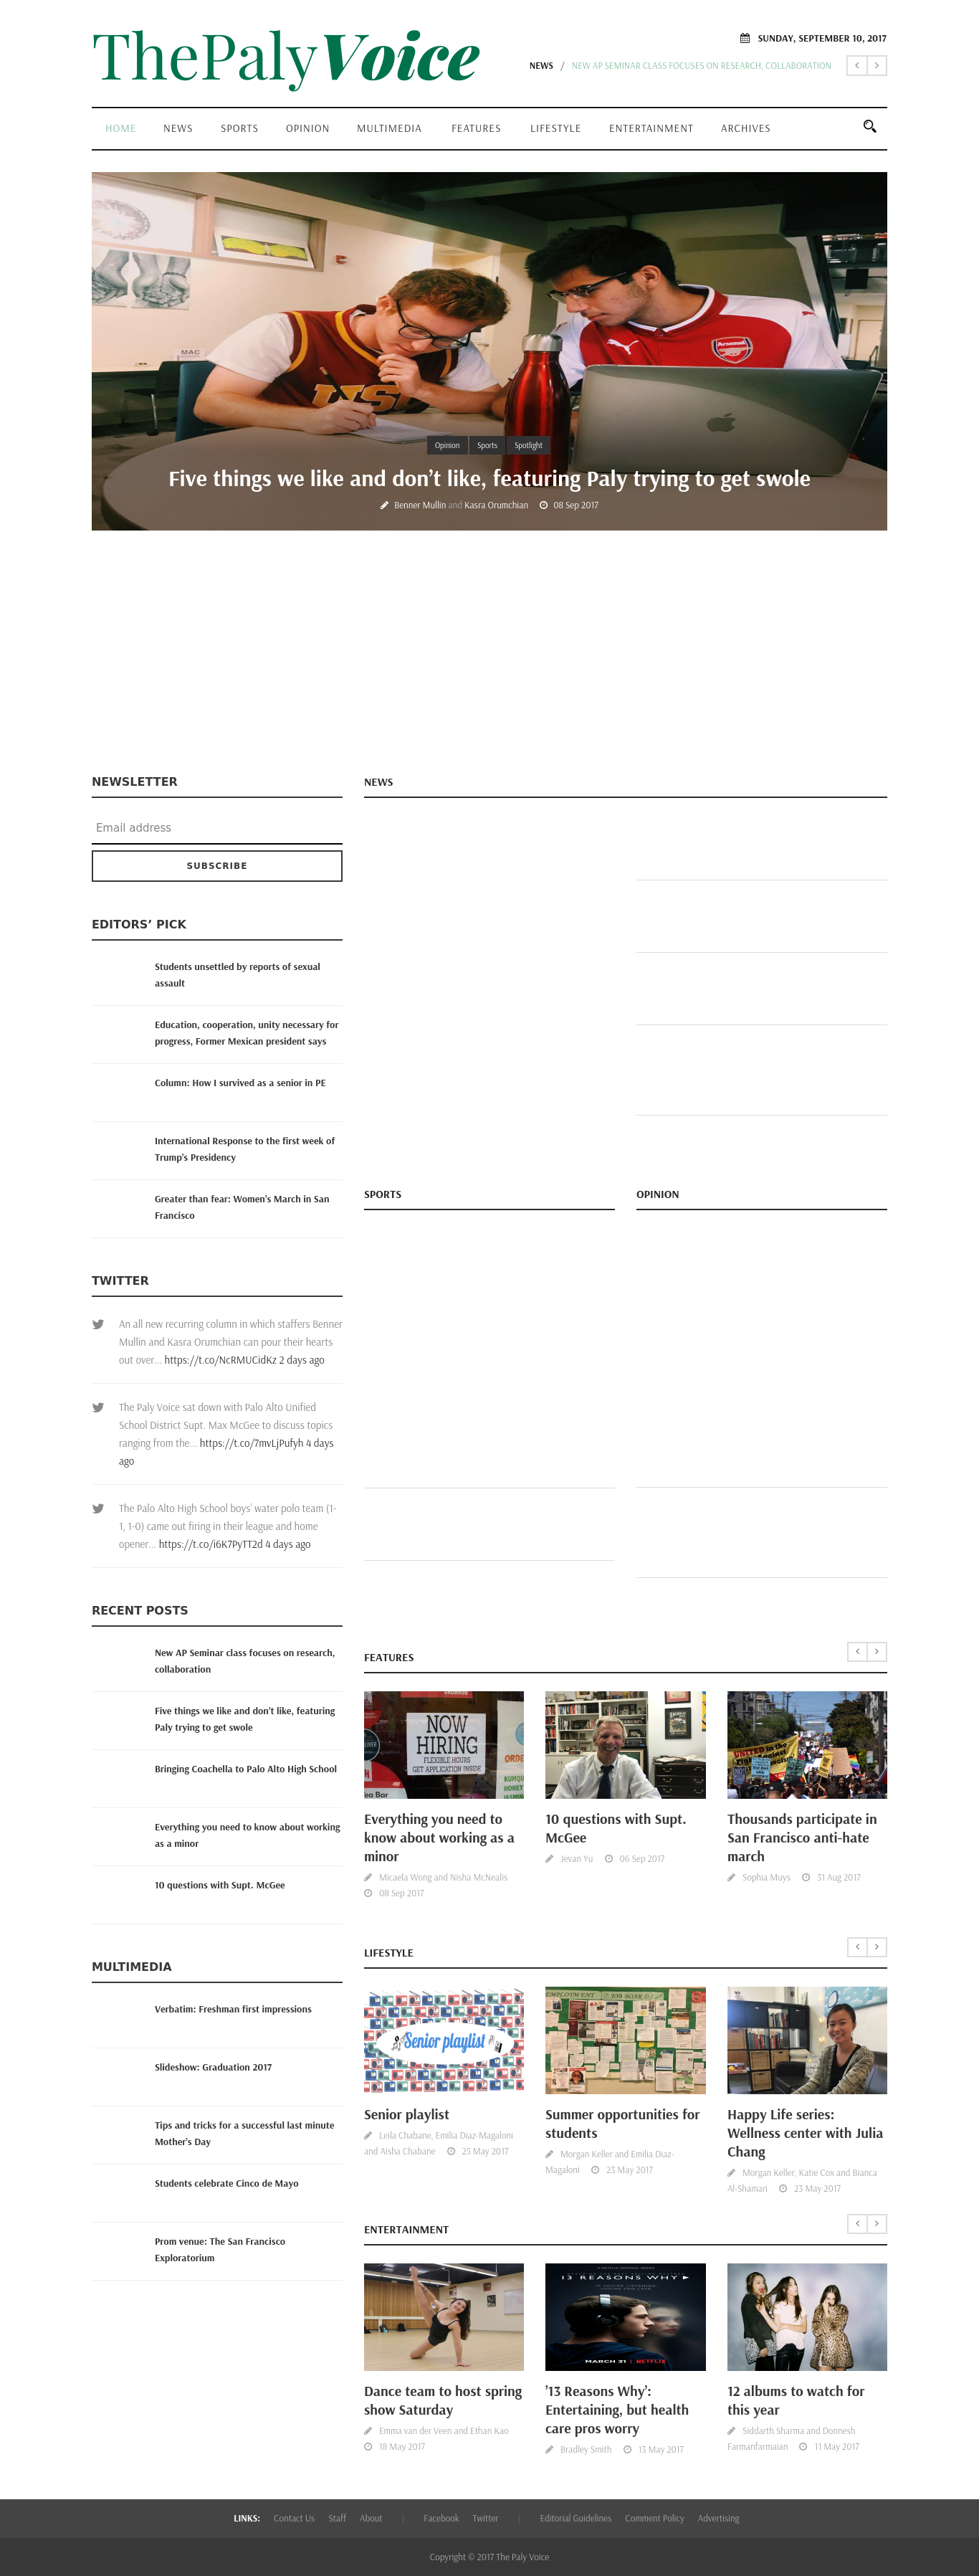 ThePalyVoice
SUNDAY, SEPTEMBER 10, 2017
NEWS / NEW AP SEMINAR CLASS FOCUSES ON RESEARCH, COLLABORATION
HOME NEWS SPORTS OPINION MULTIMEDIA FEATURES LIFESTYLE ENTERTAINMENT ARCHIVES
MAC
USC
Arsenal
Opinion Sports Spotlight
Five things we like and don’t like, featuring Paly trying to get swole
Benner Mullin and Kasra Orumchian 08 Sep 2017
NEWSLETTER
Email address
SUBSCRIBE
EDITORS’ PICK
Students unsettled by reports of sexual
assault
Education, cooperation, unity necessary for
progress, Former Mexican president says
Column: How I survived as a senior in PE
International Response to the first week of
Trump’s Presidency
Greater than fear: Women’s March in San
Francisco
TWITTER
An all new recurring column in which staffers Benner
Mullin and Kasra Orumchian can pour their hearts
out over... https://t.co/NcRMUCidKz 2 days ago
The Paly Voice sat down with Palo Alto Unified
School District Supt. Max McGee to discuss topics
ranging from the... https://t.co/7mvLjPufyh 4 days
ago
The Palo Alto High School boys' water polo team (1-
1, 1-0) came out firing in their league and home
opener... https://t.co/i6K7PyTT2d 4 days ago
RECENT POSTS
New AP Seminar class focuses on research,
collaboration
Five things we like and don’t like, featuring
Paly trying to get swole
Bringing Coachella to Palo Alto High School
Everything you need to know about working
as a minor
10 questions with Supt. McGee
MULTIMEDIA
Verbatim: Freshman first impressions
Slideshow: Graduation 2017
Tips and tricks for a successful last minute
Mother’s Day
Students celebrate Cinco de Mayo
Prom venue: The San Francisco
Exploratorium
NEWS
SPORTS
OPINION
FEATURES
NOW
HIRING
FLEXIBLE HOURS
GET APPLICATION INSIDE
Everything you need to
know about working as a
minor
Micaela Wong and Nisha McNealis
08 Sep 2017
10 questions with Supt.
McGee
Jevan Yu 06 Sep 2017
UNITED in the
Thousands participate in
San Francisco anti-hate
march
Sophia Muys 31 Aug 2017
LIFESTYLE
Senior playlist
Senior playlist
Leila Chabane, Emilia Diaz-Magaloni
and Aisha Chabane 25 May 2017
EMPLOYMENT JOB BOARD
Summer opportunities for
students
Morgan Keller and Emilia Diaz-
Magaloni 23 May 2017
Happy Life series:
Wellness center with Julia
Chang
Morgan Keller, Katie Cox and Bianca
Al-Shamari 23 May 2017
ENTERTAINMENT
Dance team to host spring
show Saturday
Emma van der Veen and Ethan Kao
18 May 2017
13 REASONS WHY
MARCH 31 | NETFLIX
’13 Reasons Why’:
Entertaining, but health
care pros worry
Bradley Smith 13 May 2017
12 albums to watch for
this year
Siddarth Sharma and Donnesh
Farmanfarmaian 11 May 2017
LINKS: Contact Us Staff About | Facebook Twitter | Editorial Guidelines Comment Policy Advertising
Copyright © 2017 The Paly Voice